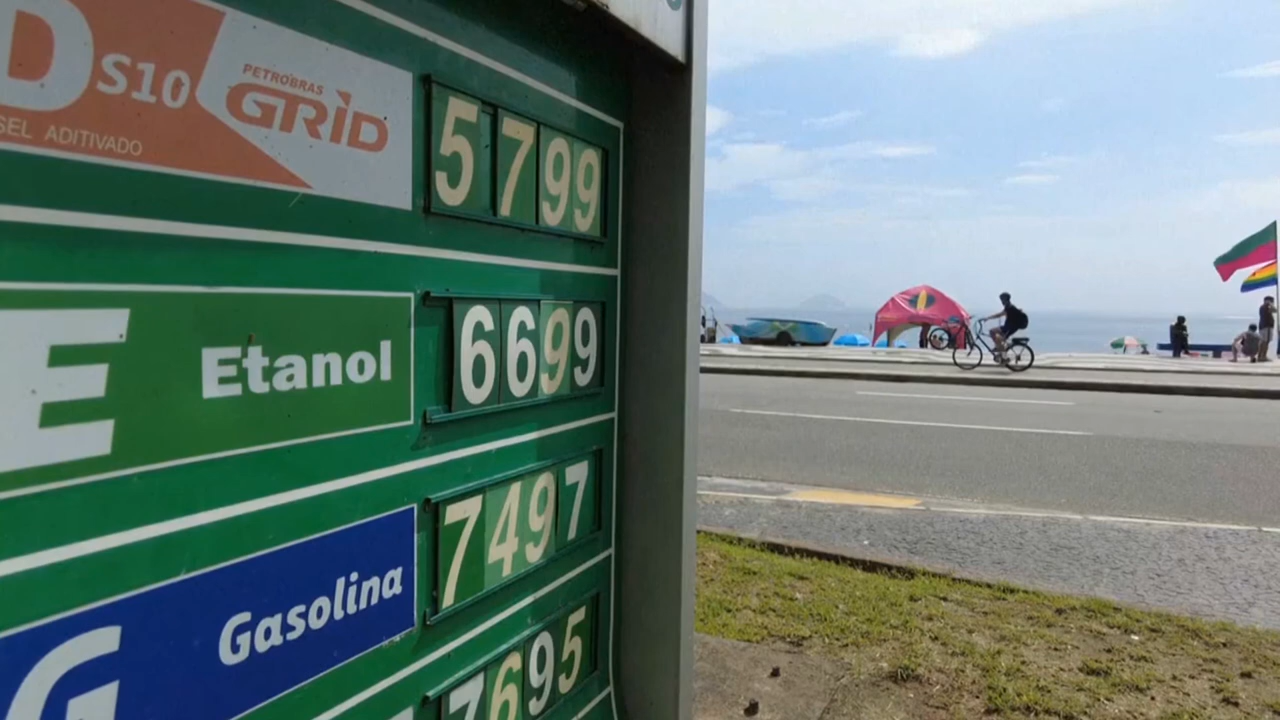 D S10
PETROBRAS
GRID
SEL ADITIVADO
5799
E Etanol
6699
7497
G Gasolina
7695